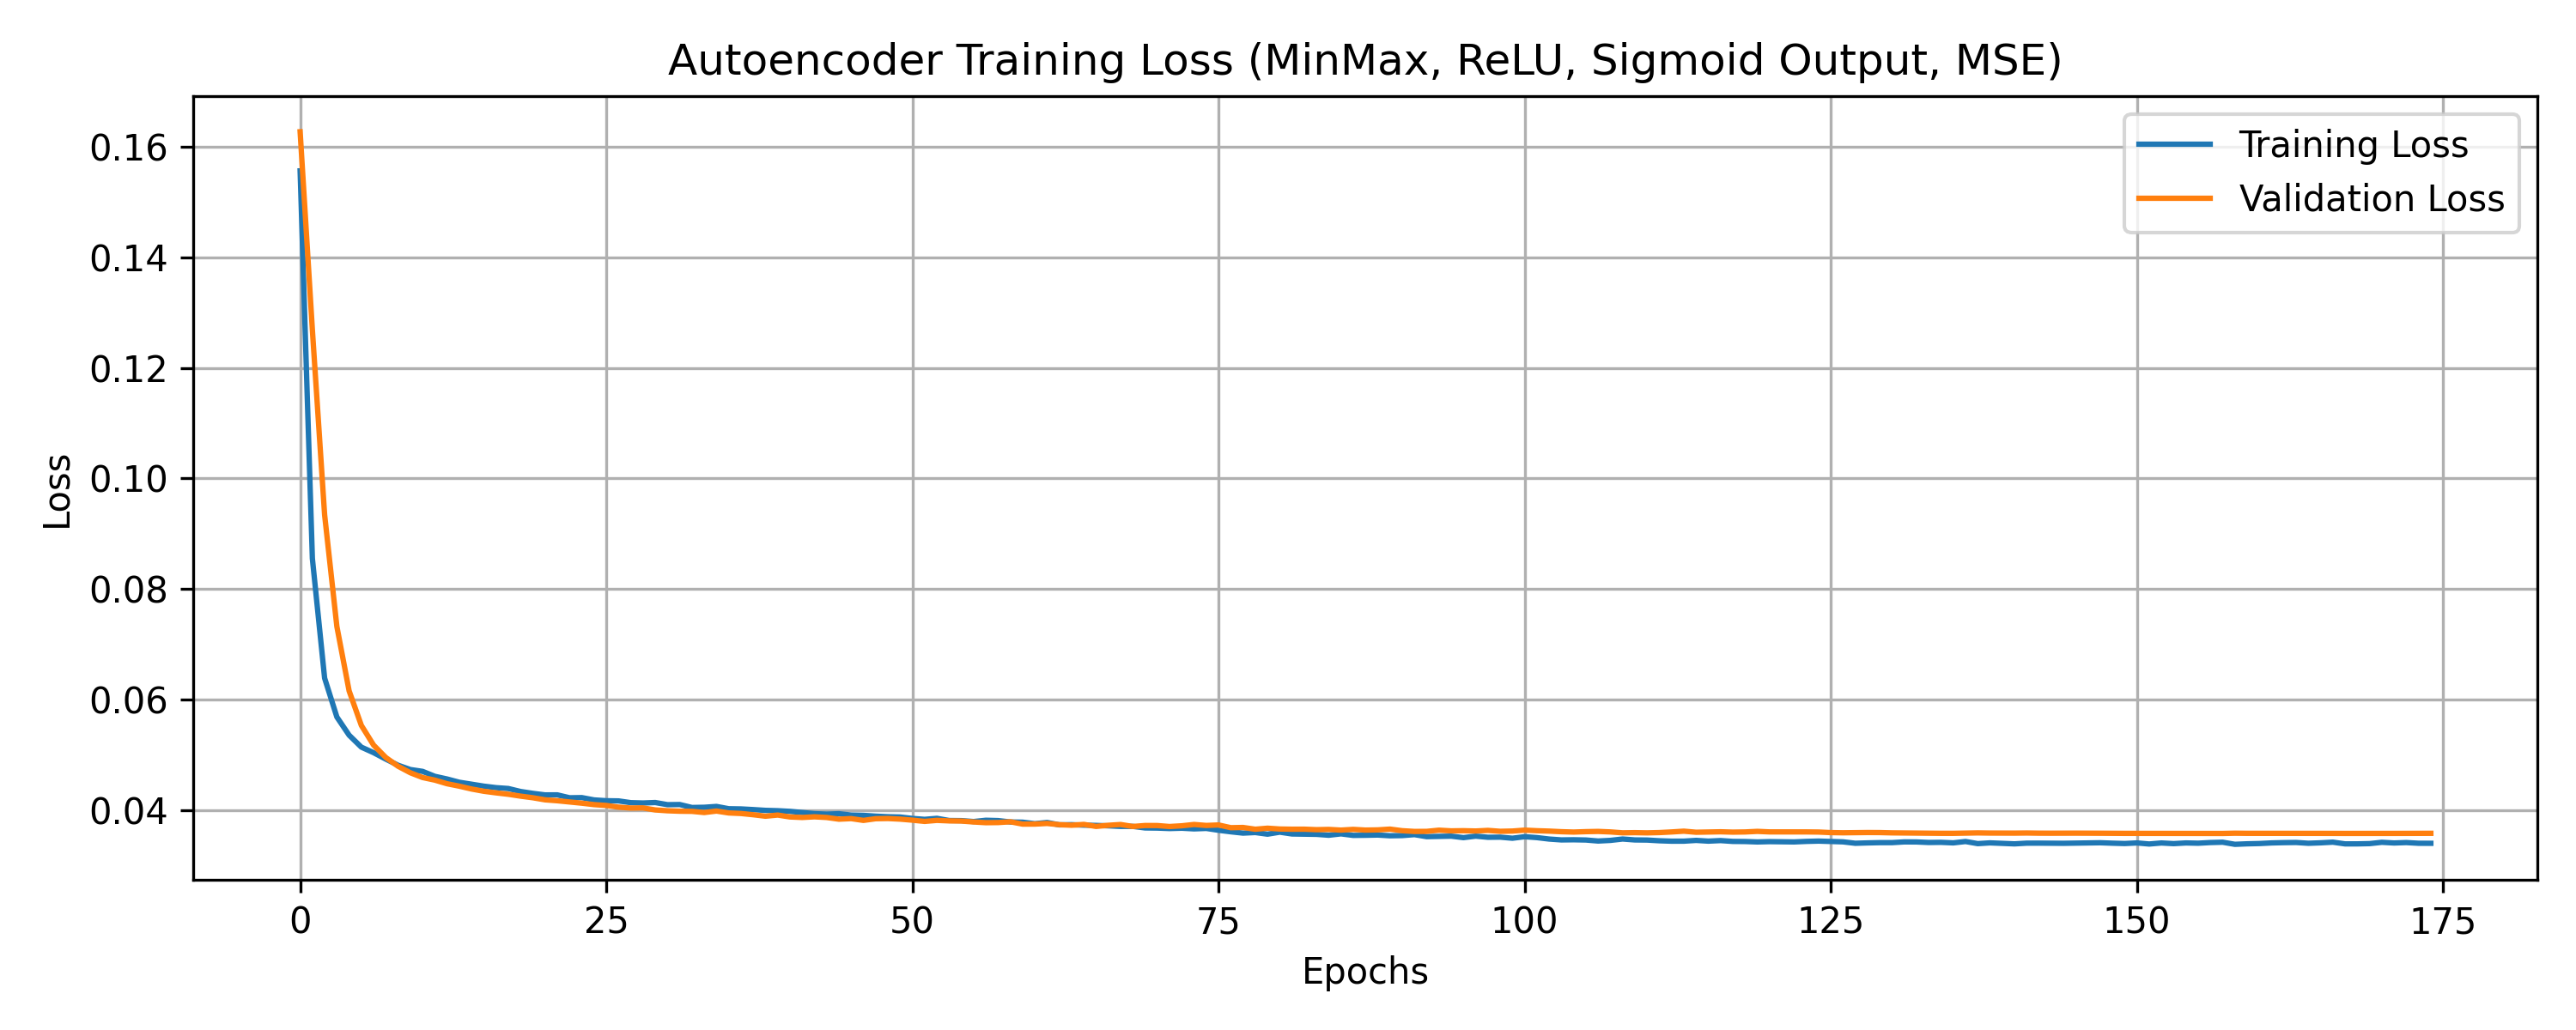 Autoencoder Training Loss (MinMax, ReLU, Sigmoid Output, MSE)
Training Loss
Validation Loss
Loss
0.16
0.14
0.12
0.10
0.08
0.06
0.04
0 25 50 75 100 125 150 175
Epochs